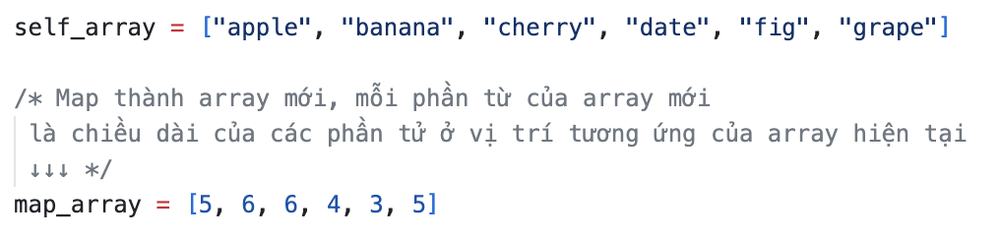 self_array = ["apple", "banana", "cherry", "date", "fig", "grape"]
/* Map thành array mới, mỗi phần từ của array mới
là chiều dài của các phần tử ở vị trí tương ứng của array hiện tại
↓↓↓ */
map_array = [5, 6, 6, 4, 3, 5]